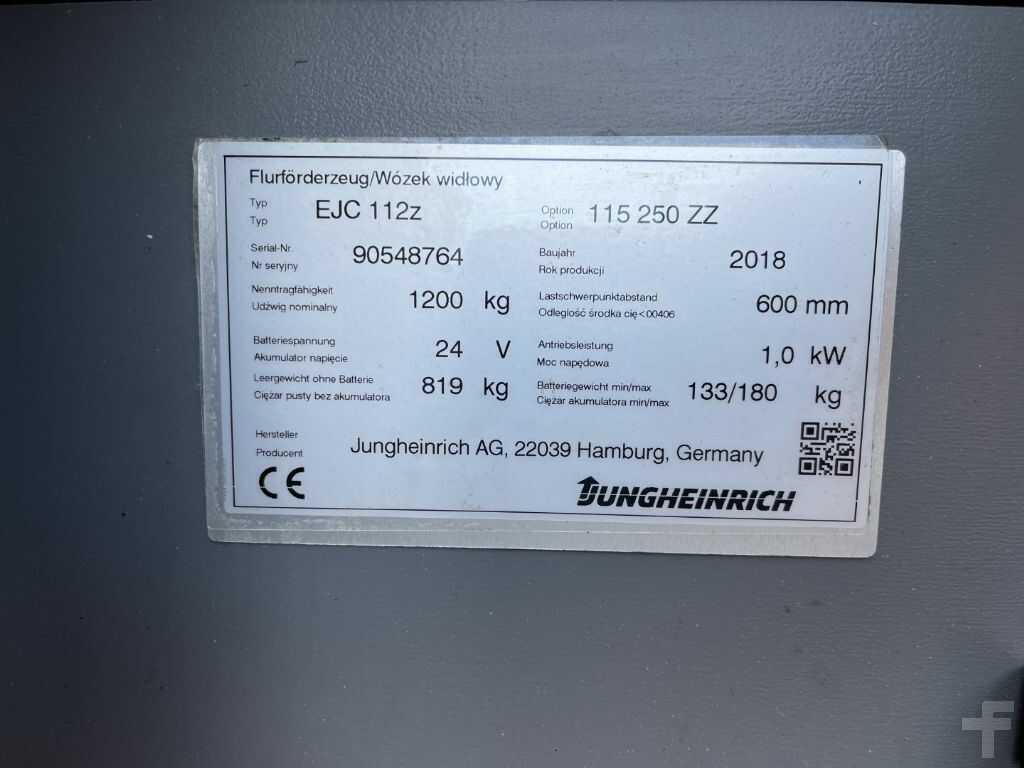 Flurförderzeug/Wózek widłowy
Typ
Typ
EJC 112z
Option
Option
115 250 ZZ
Serial-Nr.
Nr seryjny
90548764
Baujahr
Rok produkcji
2018
Nenntragfähigkeit
Udźwig nominalny
1200 kg
Lastschwerpunktabstand
Odległość środka cię<00406
600 mm
Batteriespannung
Akumulator napięcie
24 V
Antriebsleistung
Moc napędowa
1,0 kW
Leergewicht ohne Batterie
Ciężar pusty bez akumulatora
819 kg
Batteriegewicht min/max
Ciężar akumulatora min/max
133/180 kg
Hersteller
Producent
Jungheinrich AG, 22039 Hamburg, Germany
CE
JUNGHEINRICH